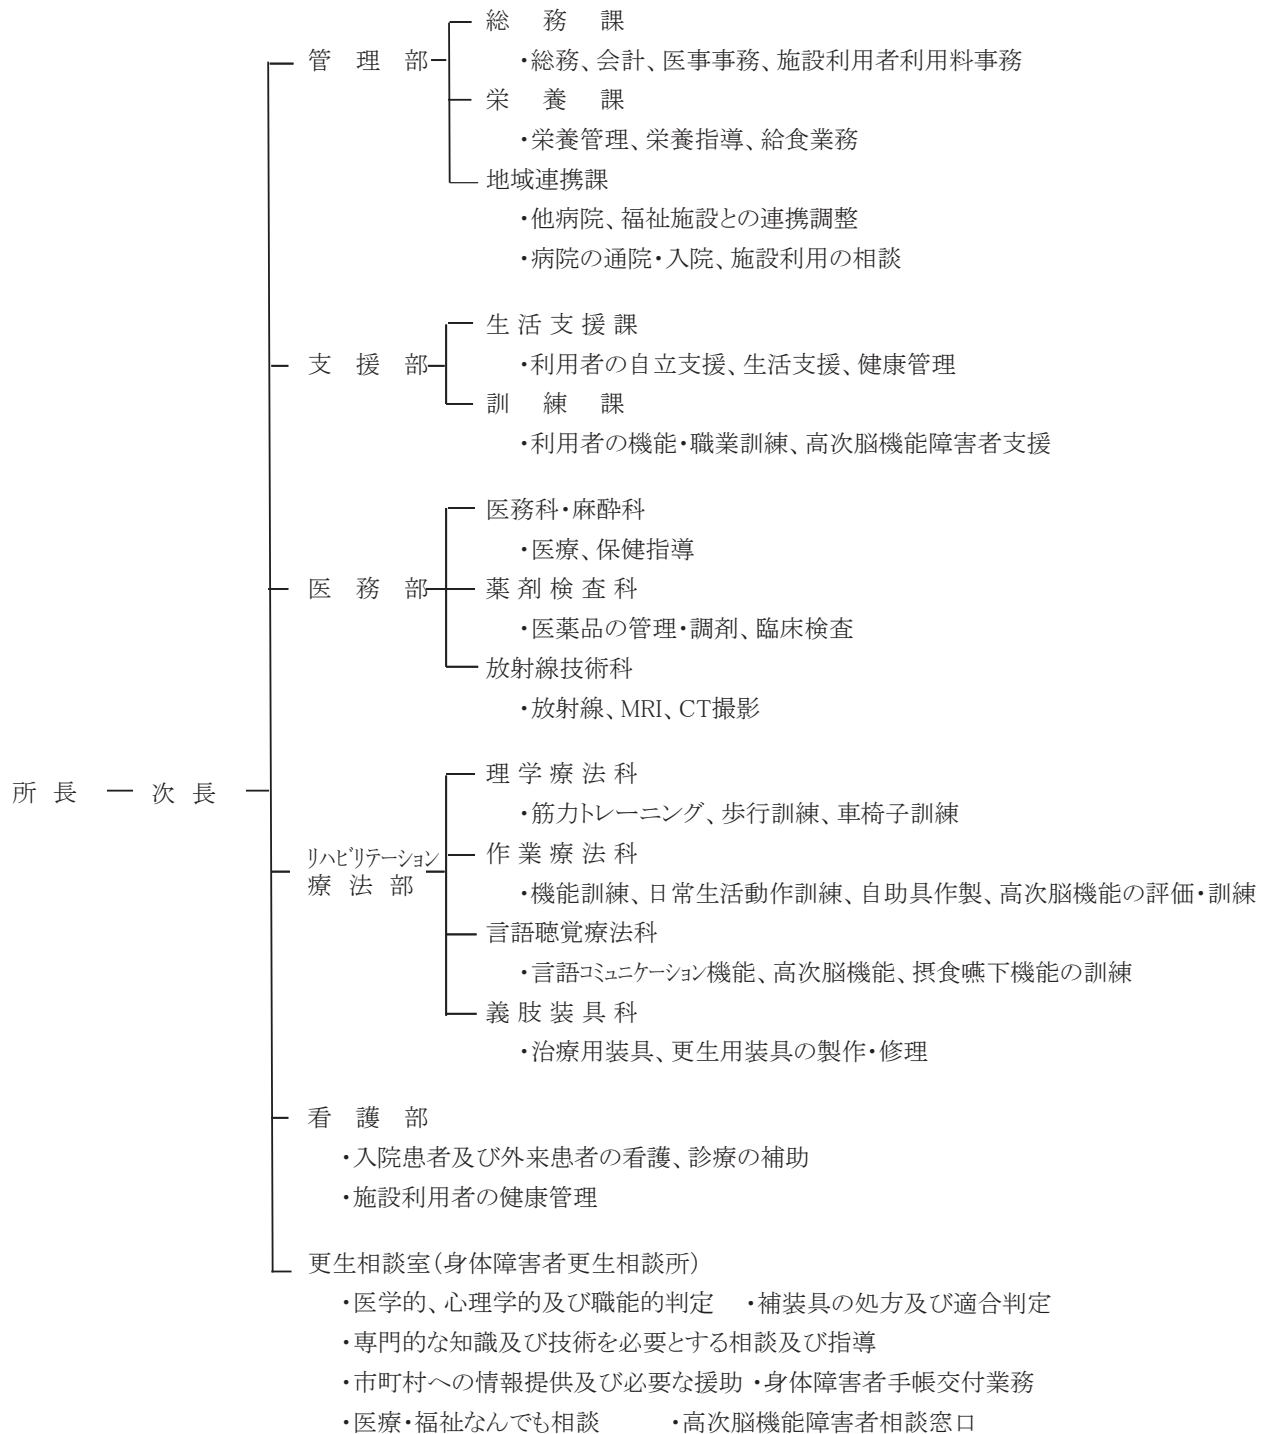 総務課
管理部
・総務、会計、医事事務、施設利用者利用料事務
栄養課
・栄養管理、栄養指導、給食業務
地域連携課
・他病院、福祉施設との連携調整
・病院の通院・入院、施設利用の相談
生活支援課
支援部
・利用者の自立支援、生活支援、健康管理
訓練課
・利用者の機能・職業訓練、高次脳機能障害者支援
医務科・麻酔科
・医療、保健指導
医務部
薬剤検査科
・医薬品の管理・調剤、臨床検査
放射線技術科
・放射線、MRI、CT撮影
所長 ― 次長
理学療法科
・筋力トレーニング、歩行訓練、車椅子訓練
リハビリテーション
療法部
作業療法科
・機能訓練、日常生活動作訓練、自助具作製、高次脳機能の評価・訓練
言語聴覚療法科
・言語コミュニケーション機能、高次脳機能、摂食嚥下機能の訓練
義肢装具科
・治療用装具、更生用装具の製作・修理
看護部
・入院患者及び外来患者の看護、診療の補助
・施設利用者の健康管理
更生相談室(身体障害者更生相談所)
・医学的、心理学的及び職能的判定 ・補装具の処方及び適合判定
・専門的な知識及び技術を必要とする相談及び指導
・市町村への情報提供及び必要な援助 ・身体障害者手帳交付業務
・医療・福祉なんでも相談 ・高次脳機能障害者相談窓口